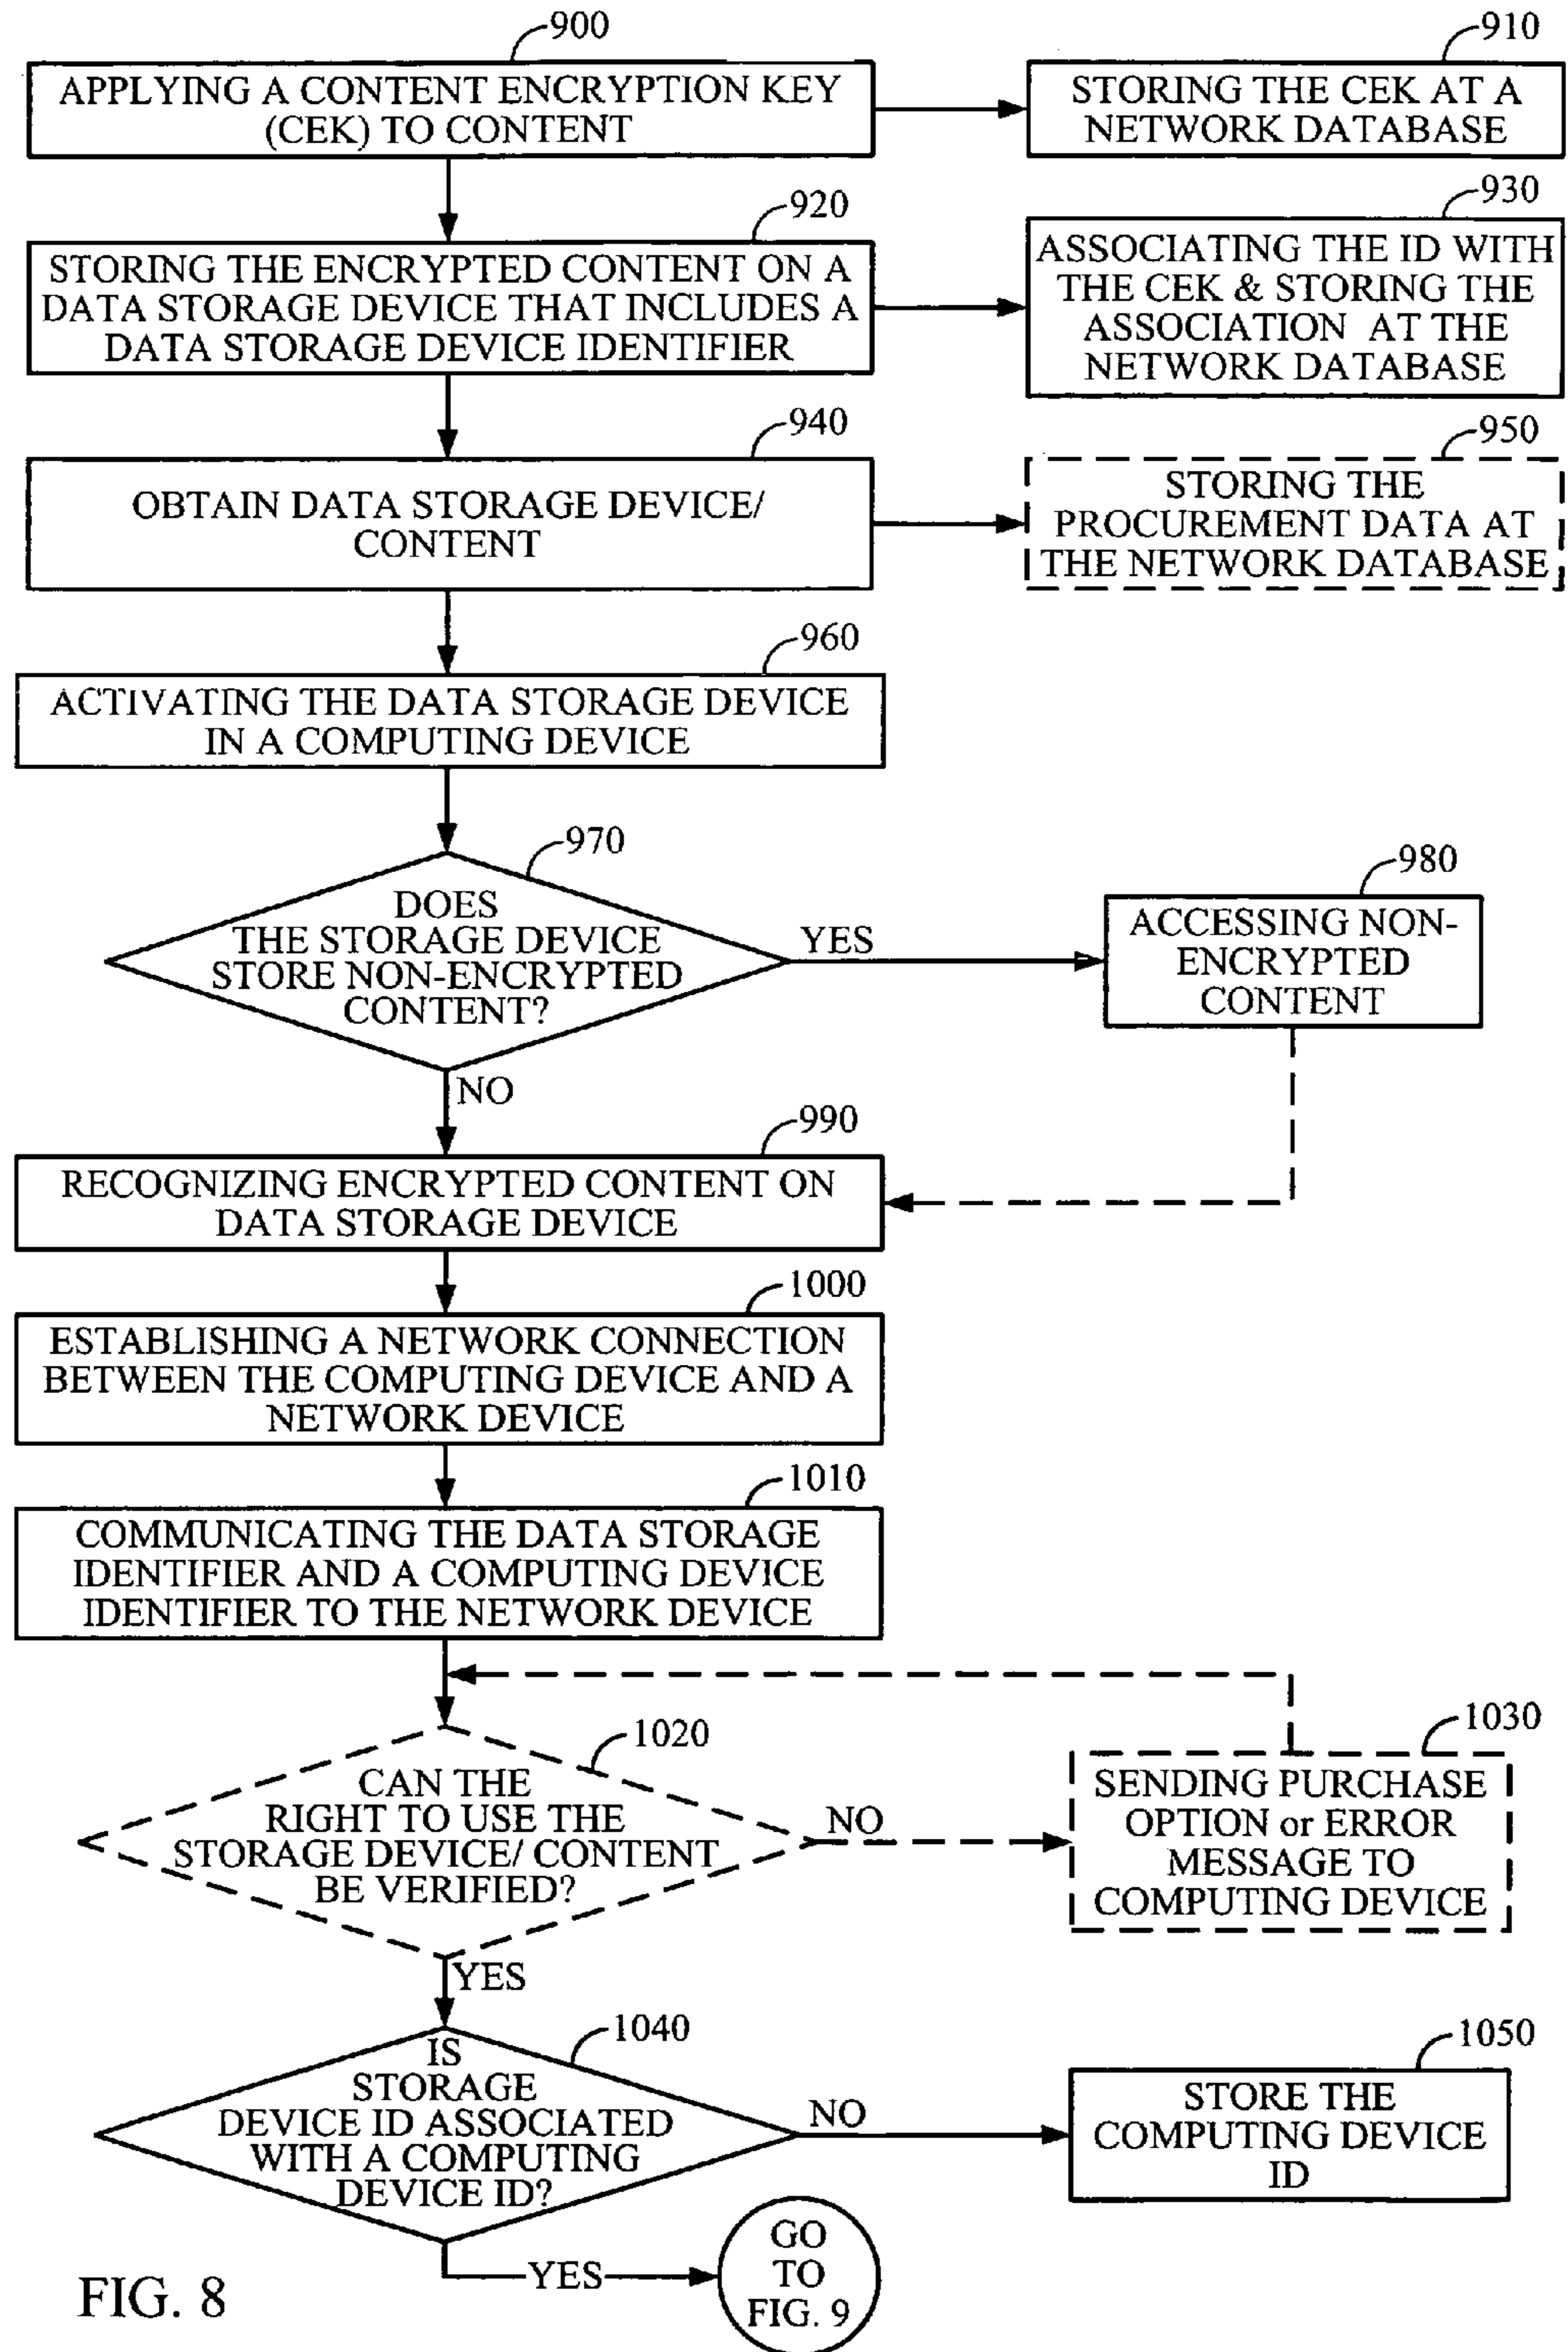 900
APPLYING A CONTENT ENCRYPTION KEY
(CEK) TO CONTENT
910
STORING THE CEK AT A
NETWORK DATABASE
920
STORING THE ENCRYPTED CONTENT ON A
DATA STORAGE DEVICE THAT INCLUDES A
DATA STORAGE DEVICE IDENTIFIER
930
ASSOCIATING THE ID WITH
THE CEK & STORING THE
ASSOCIATION AT THE
NETWORK DATABASE
940
OBTAIN DATA STORAGE DEVICE/
CONTENT
950
STORING THE
PROCUREMENT DATA AT
THE NETWORK DATABASE
960
ACTIVATING THE DATA STORAGE DEVICE
IN A COMPUTING DEVICE
970
DOES
THE STORAGE DEVICE
STORE NON-ENCRYPTED
CONTENT?
YES
NO
980
ACCESSING NON-
ENCRYPTED
CONTENT
990
RECOGNIZING ENCRYPTED CONTENT ON
DATA STORAGE DEVICE
1000
ESTABLISHING A NETWORK CONNECTION
BETWEEN THE COMPUTING DEVICE AND A
NETWORK DEVICE
1010
COMMUNICATING THE DATA STORAGE
IDENTIFIER AND A COMPUTING DEVICE
IDENTIFIER TO THE NETWORK DEVICE
1020
CAN THE
RIGHT TO USE THE
STORAGE DEVICE/ CONTENT
BE VERIFIED?
NO
YES
1030
SENDING PURCHASE
OPTION or ERROR
MESSAGE TO
COMPUTING DEVICE
1040
IS
STORAGE
DEVICE ID ASSOCIATED
WITH A COMPUTING
DEVICE ID?
NO
1050
STORE THE
COMPUTING DEVICE
ID
YES
GO
TO
FIG. 9
FIG. 8